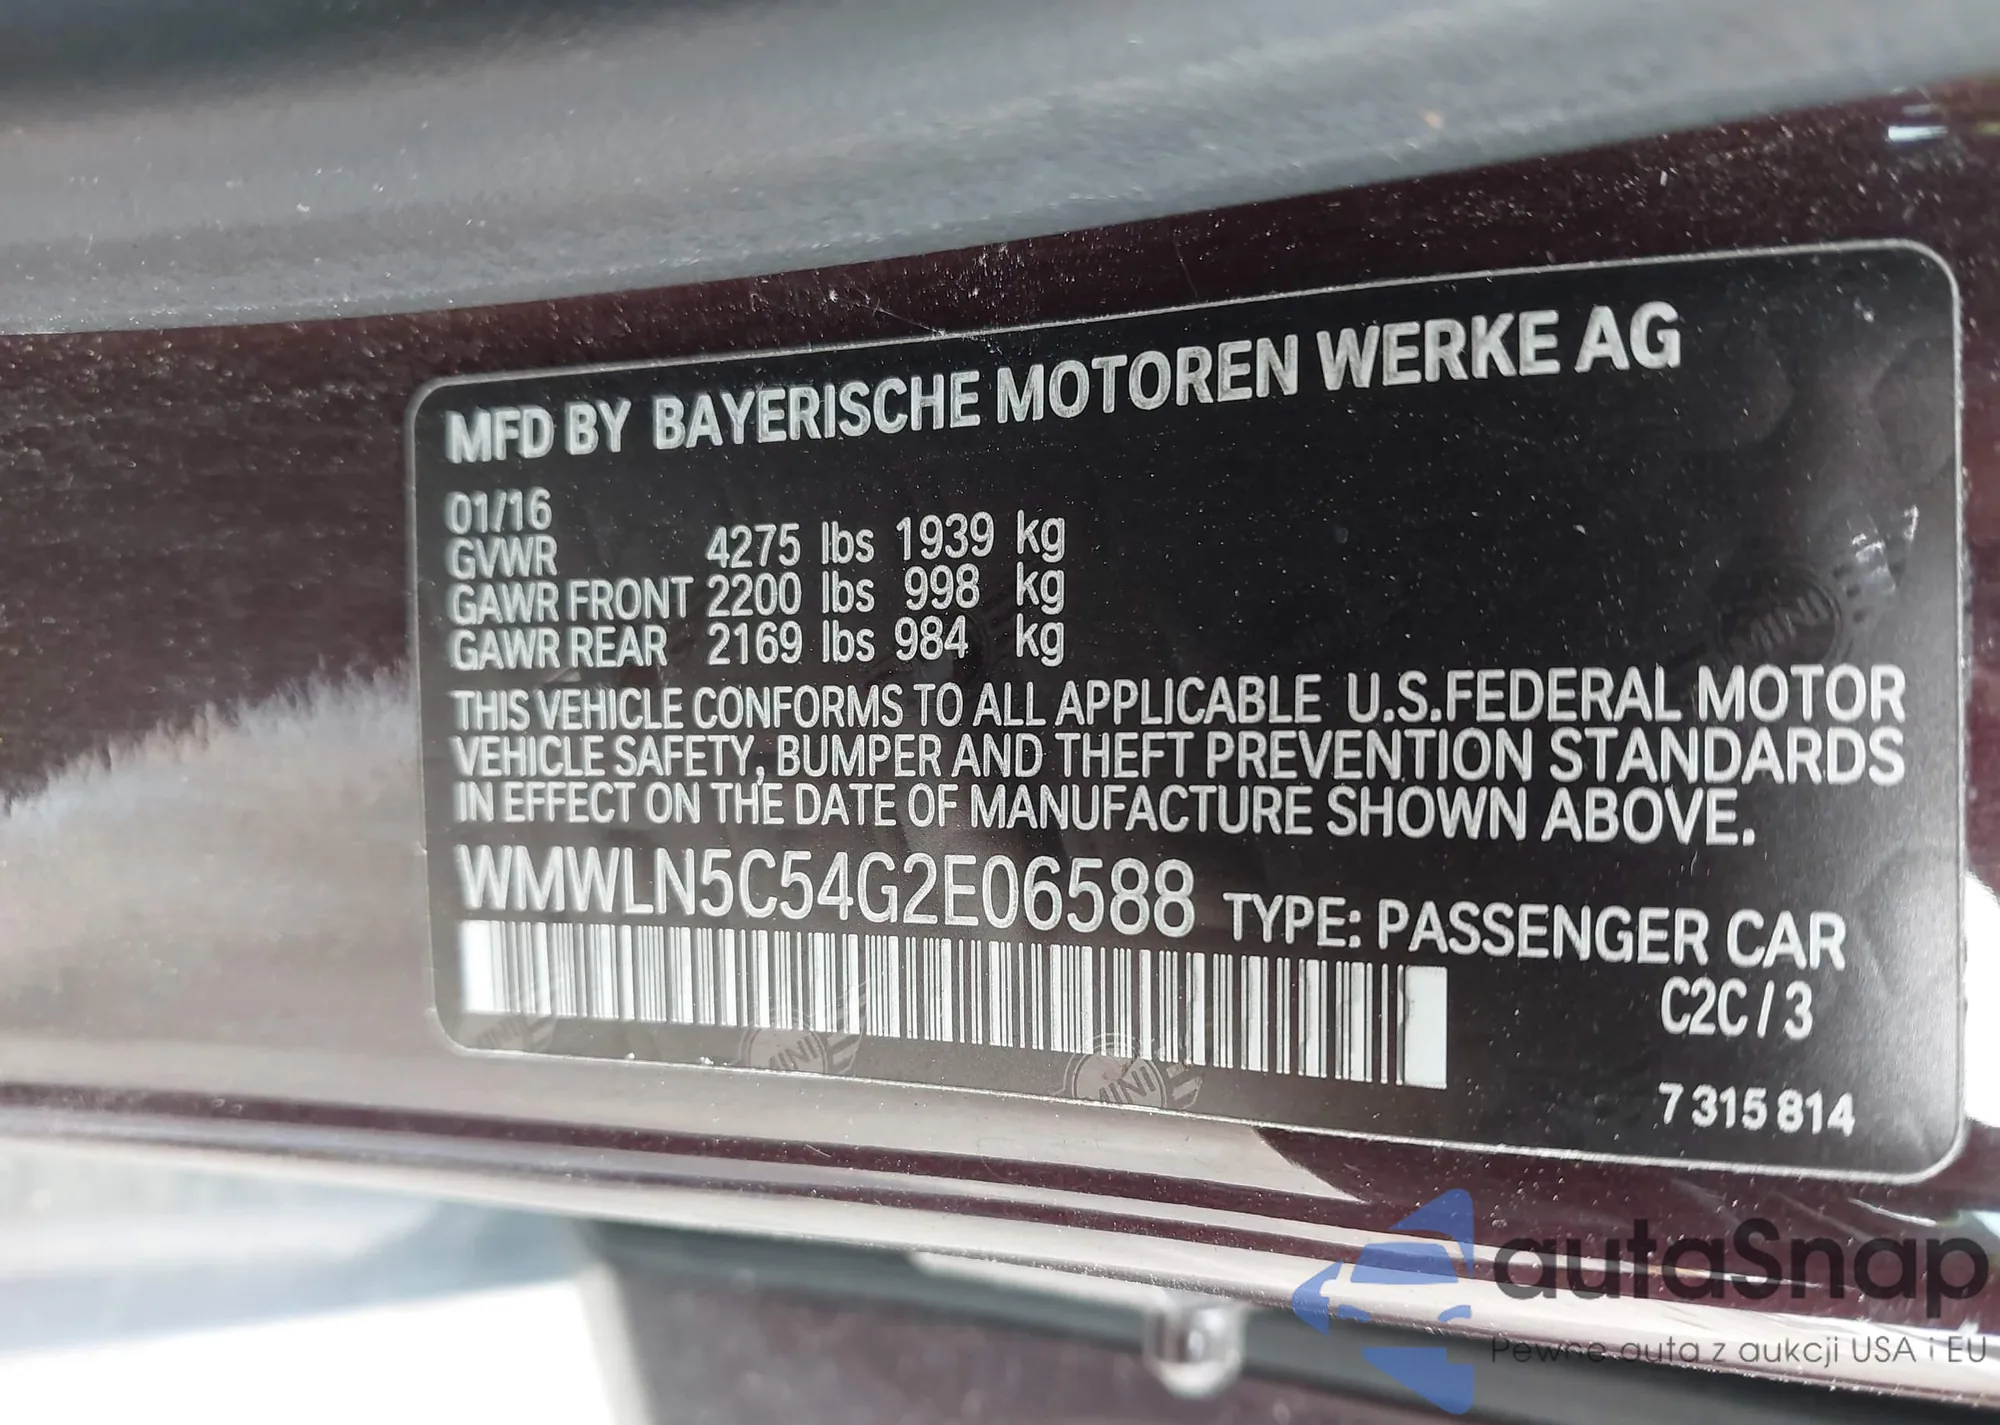 MFD BY BAYERISCHE MOTOREN WERKE AG
01/16
GVWR 4275 lbs 1939 kg
GAWR FRONT 2200 lbs 998 kg
GAWR REAR 2169 lbs 984 kg
THIS VEHICLE CONFORMS TO ALL APPLICABLE U.S.FEDERAL MOTOR
VEHICLE SAFETY, BUMPER AND THEFT PREVENTION STANDARDS
IN EFFECT ON THE DATE OF MANUFACTURE SHOWN ABOVE.
WMWLN5C54G2E06588 TYPE: PASSENGER CAR
C2C / 3
7 315 814
MINI
MINI
MINI
autaSnap
Pewne auta z aukcji USA i EU